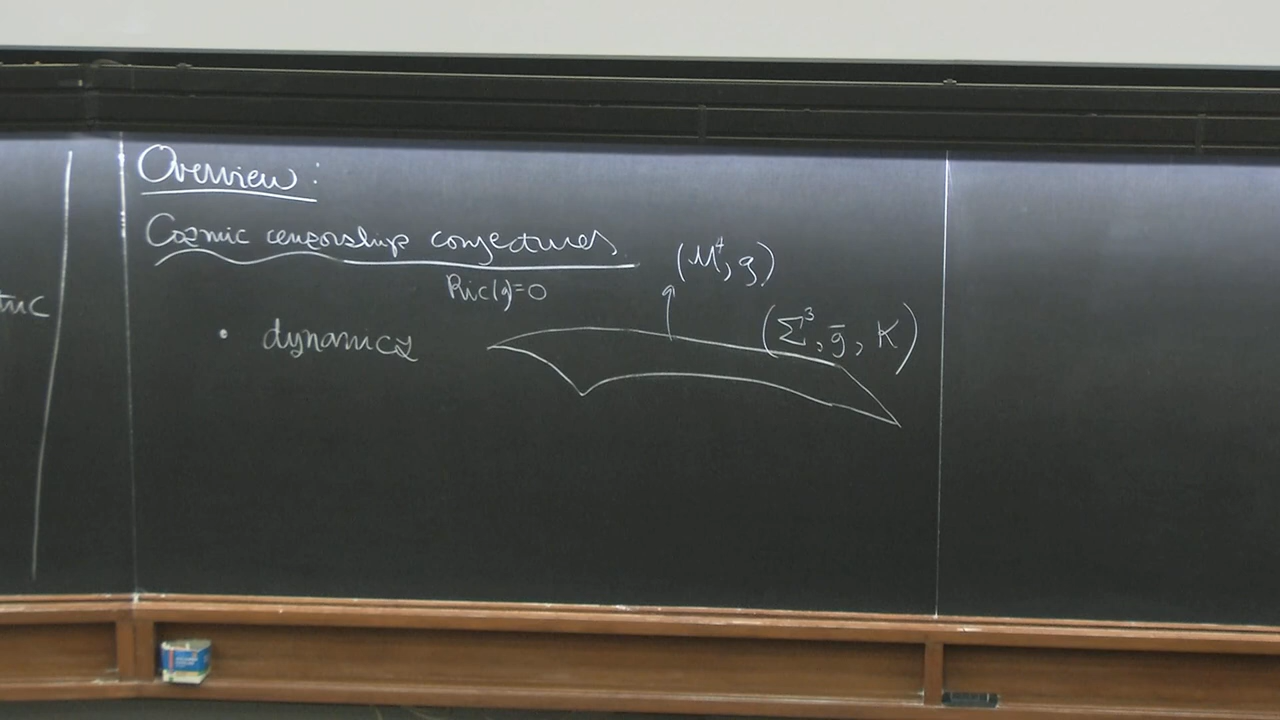 Overview:
Cosmic censorship conjectures
(M⁴, g)
Ric(g)=0
• dynamics
(Σ³, ḡ, K)